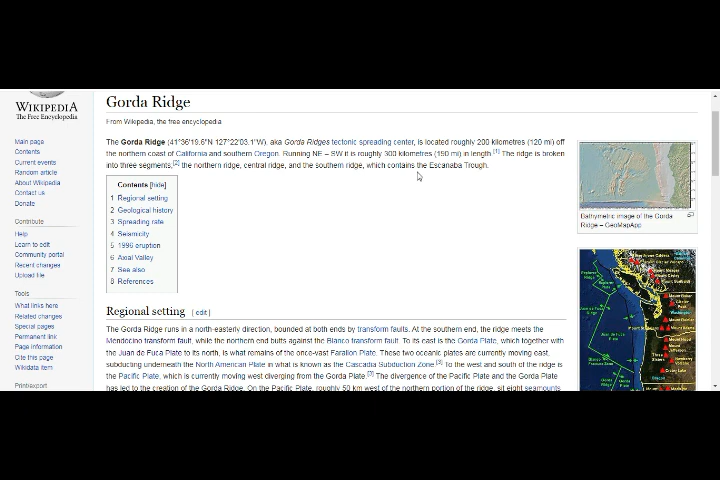 WIKIPEDIA
The Free Encyclopedia
Main page
Contents
Current events
Random article
About Wikipedia
Contact us
Donate
Contribute
Help
Learn to edit
Community portal
Recent changes
Upload file
Tools
What links here
Related changes
Special pages
Permanent link
Page information
Cite this page
Wikidata item
Print/export
Gorda Ridge
From Wikipedia, the free encyclopedia
The Gorda Ridge (41°36'19.6"N 127°22'03.1"W), aka Gorda Ridges tectonic spreading center, is located roughly 200 kilometres (120 mi) off
the northern coast of California and southern Oregon. Running NE – SW it is roughly 300 kilometres (190 mi) in length.[1] The ridge is broken
into three segments,[2] the northern ridge, central ridge, and the southern ridge, which contains the Escanaba Trough.
Contents [hide]
1 Regional setting
2 Geological history
3 Spreading rate
4 Seismicity
5 1996 eruption
6 Axial Valley
7 See also
8 References
Regional setting [ edit ]
The Gorda Ridge runs in a north-easterly direction, bounded at both ends by transform faults. At the southern end, the ridge meets the
Mendocino transform fault, while the northern end butts against the Blanco transform fault. To its east is the Gorda Plate, which together with
the Juan de Fuca Plate to its north, is what remains of the once-vast Farallon Plate. These two oceanic plates are currently moving east,
subducting underneath the North American Plate in what is known as the Cascadia Subduction Zone.[3] To the west and south of the ridge is
the Pacific Plate, which is currently moving west diverging from the Gorda Plate.[3] The divergence of the Pacific Plate and the Gorda Plate
has led to the creation of the Gorda Ridge. On the Pacific Plate, roughly 50 km west of the northern portion of the ridge, sit eight seamounts
Bathymetric image of the Gorda
Ridge – GeoMapApp